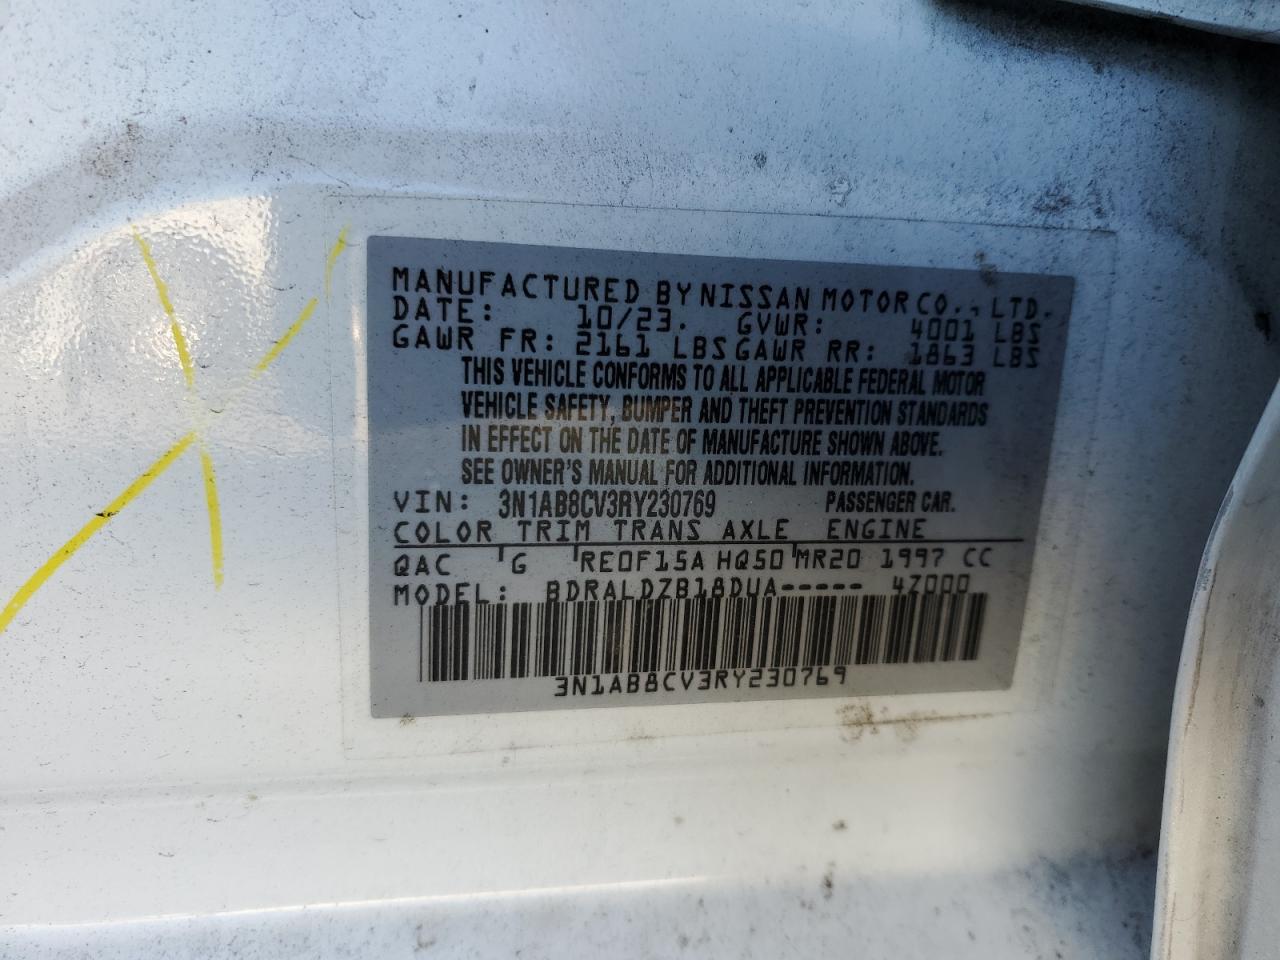 MANUFACTURED BY NISSAN MOTOR CO., LTD.
DATE: 10/23. GVWR: 4001 LBS
GAWR FR: 2161 LBS GAWR RR: 1863 LBS
THIS VEHICLE CONFORMS TO ALL APPLICABLE FEDERAL MOTOR
VEHICLE SAFETY, BUMPER AND THEFT PREVENTION STANDARDS
IN EFFECT ON THE DATE OF MANUFACTURE SHOWN ABOVE.
SEE OWNER'S MANUAL FOR ADDITIONAL INFORMATION.
VIN: 3N1AB8CV3RY230769 PASSENGER CAR.
COLOR TRIM TRANS AXLE ENGINE
QAC G RE0F15A HQ50 MR20 1997 CC
MODEL: BDRALDZB18DUA----- 4Z000
3N1AB8CV3RY230769